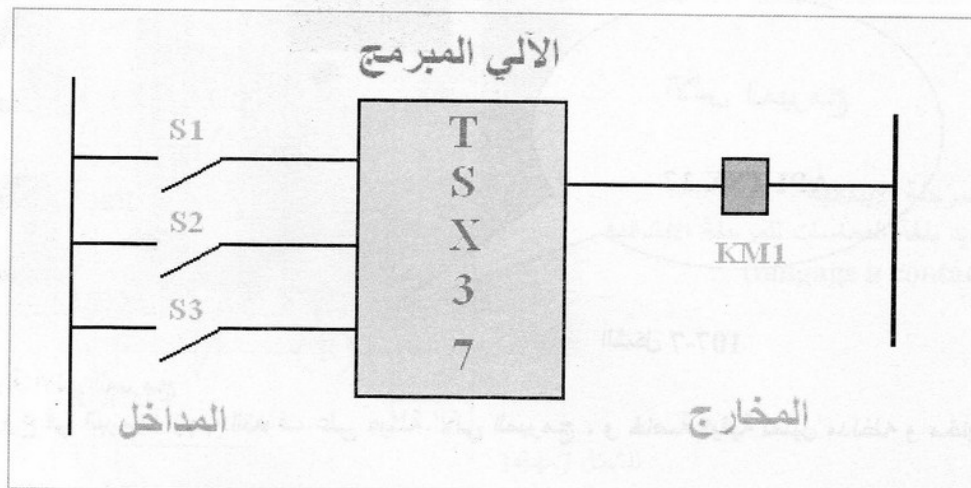 الآلي المبرمج
S1
S2
S3
T
S
X
3
7
KM1
المداخل
المخارج